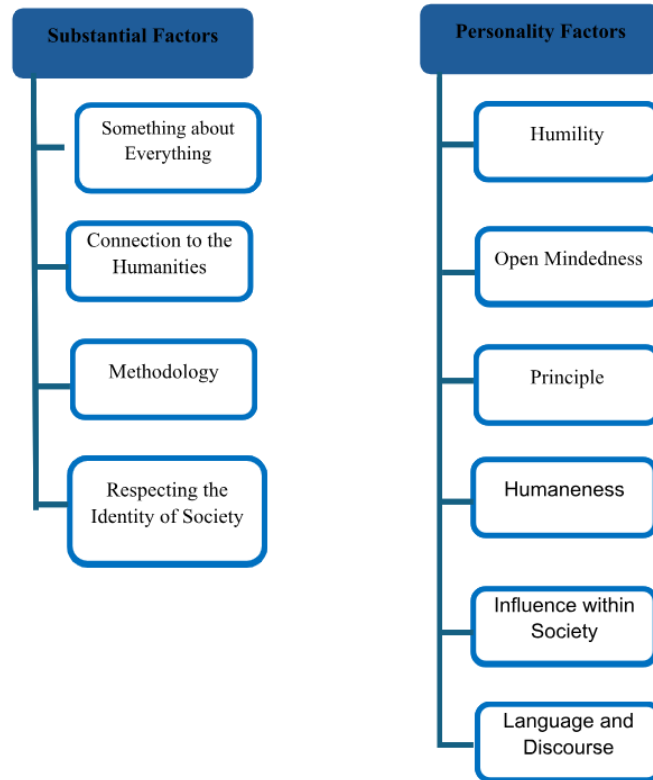 Substantial Factors
Something about
Everything
Connection to the
Humanities
Methodology
Respecting the
Identity of Society
Personality Factors
Humility
Open Mindedness
Principle
Humaneness
Influence within
Society
Language and
Discourse